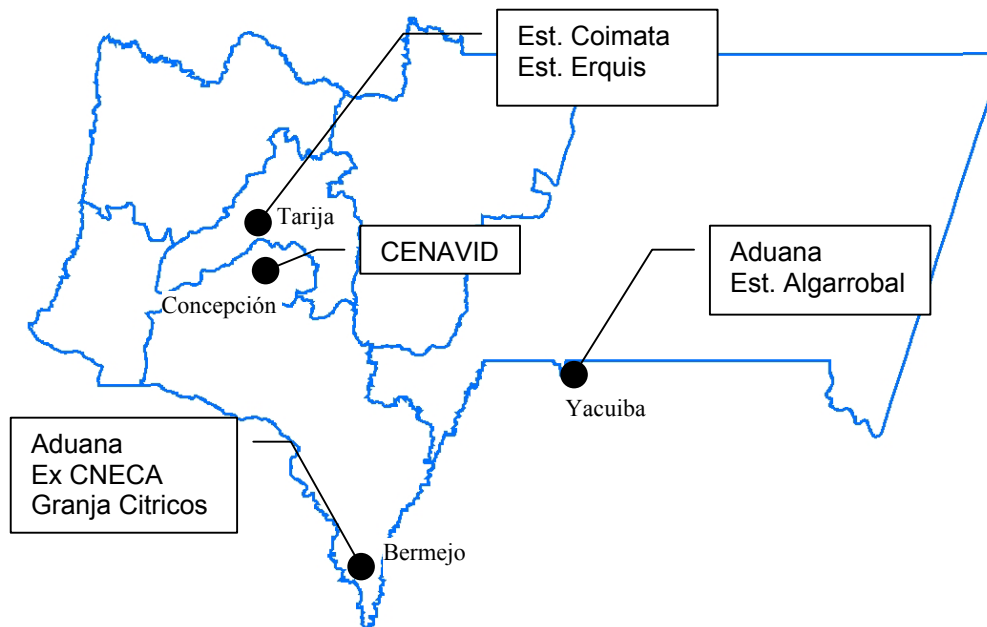 Est. Coimata
Est. Erquis
Tarija
CENAVID
Concepción
Aduana
Est. Algarrobal
Yacuiba
Aduana
Ex CNECA
Granja Citricos
Bermejo